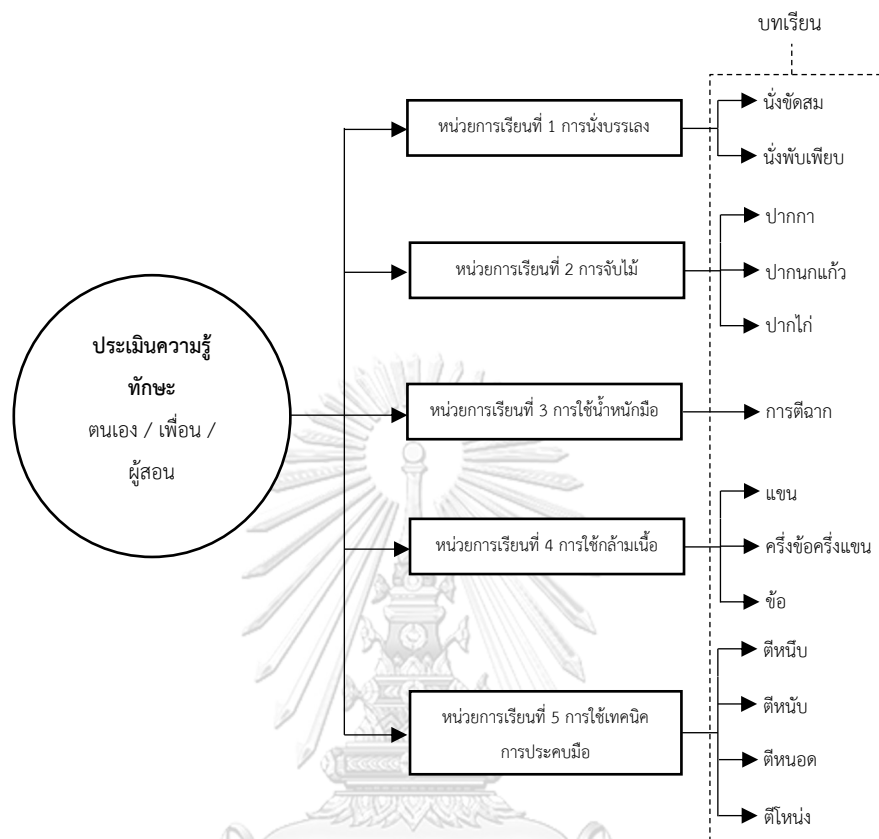 บทเรียน
ประเมินความรู้
ทักษะ
ตนเอง / เพื่อน /
ผู้สอน
หน่วยการเรียนที่ 1 การนั่งบรรเลง
นั่งขัดสม
นั่งพับเพียบ
หน่วยการเรียนที่ 2 การจับไม้
ปากกา
ปากนกแก้ว
ปากไก่
หน่วยการเรียนที่ 3 การใช้น้ำหนักมือ
การตีฉาก
หน่วยการเรียนที่ 4 การใช้กล้ามเนื้อ
แขน
ครึ่งข้อครึ่งแขน
ข้อ
หน่วยการเรียนที่ 5 การใช้เทคนิค
การประคบมือ
ตีหนึบ
ตีหนับ
ตีหนอด
ตีโหน่ง